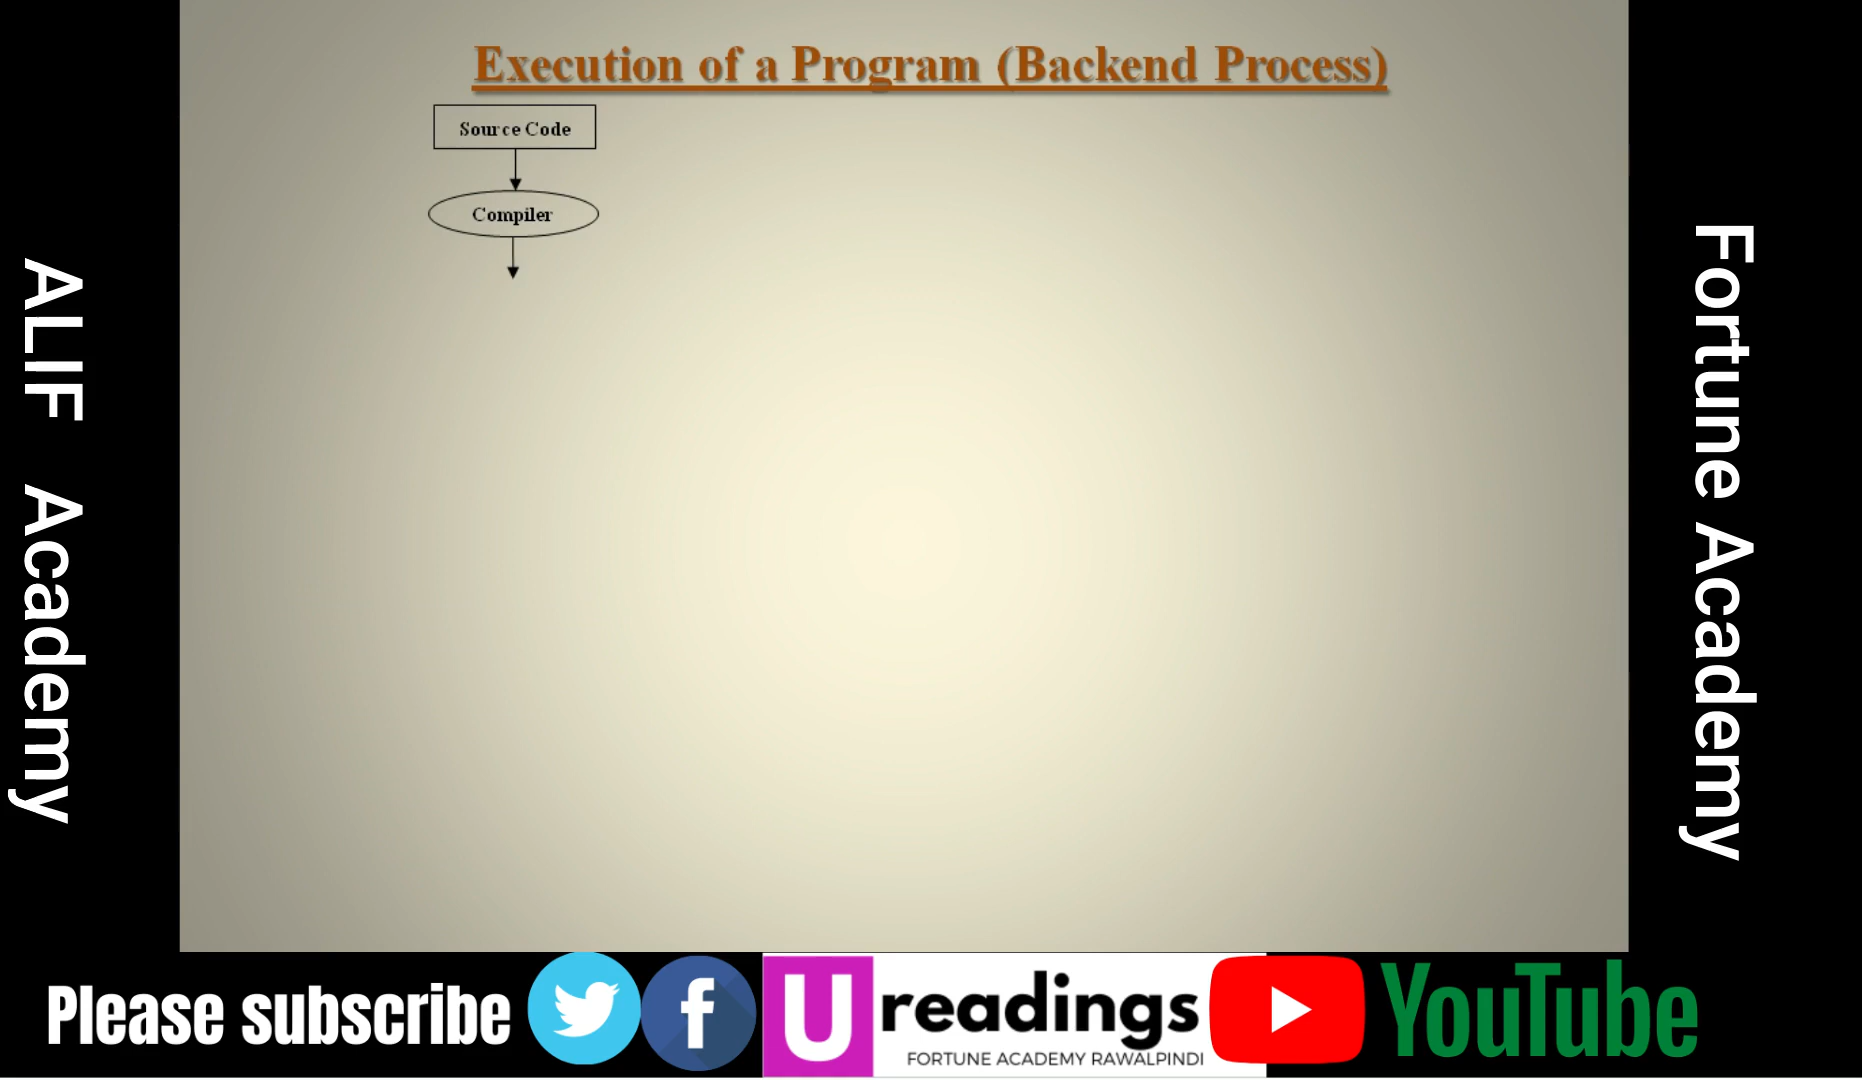 Execution of a Program (Backend Process)
Source Code
Compiler
ALIF Academy
Fortune Academy
Please subscribe
f
U readings
FORTUNE ACADEMY RAWALPINDI
YouTube